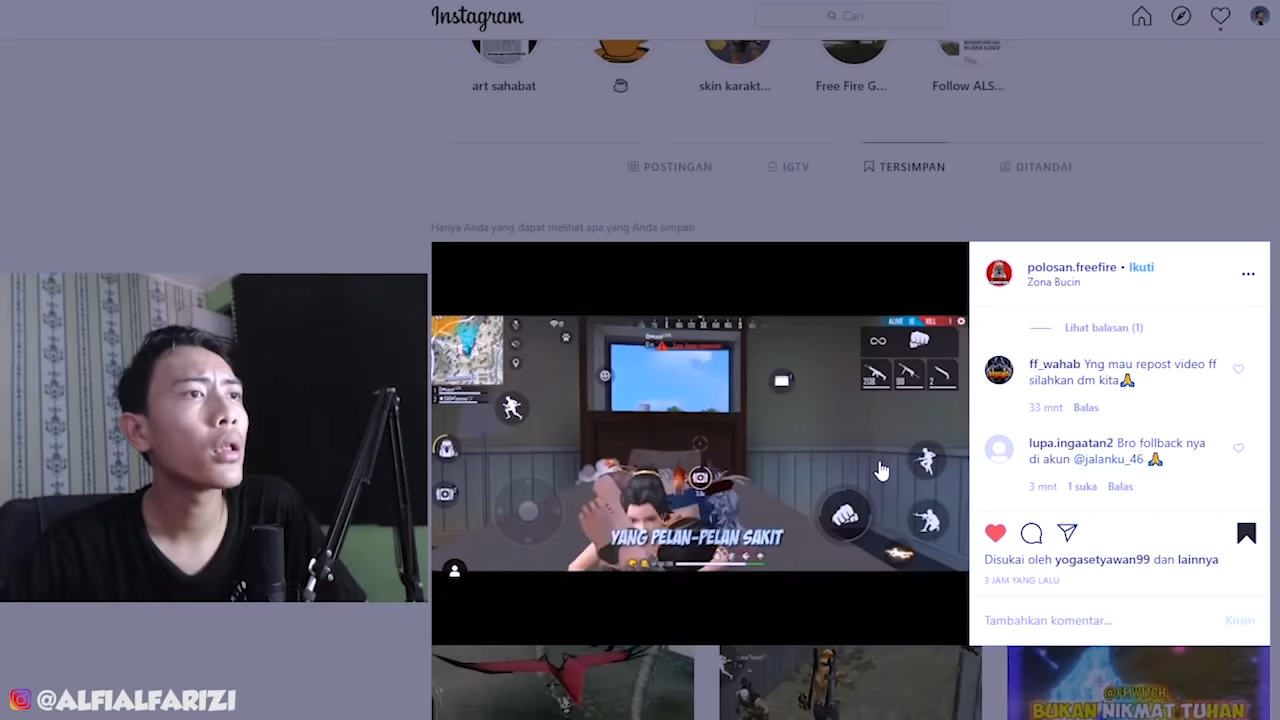 Instagram
Cari
art sahabat
skin karakt...
Free Fire G...
Follow ALS...
POSTINGAN
IGTV
TERSIMPAN
DITANDAI
Hanya Anda yang dapat melihat apa yang Anda simpan
polosan.freefire • Ikuti
Zona Bucin
Lihat balasan (1)
ff_wahab Yng mau repost video ff
silahkan dm kita🙏
33 mnt Balas
lupa.ingaatan2 Bro follback nya
di akun @jalanku_46 🙏
3 mnt 1 suka Balas
Disukai oleh yogasetyawan99 dan lainnya
3 JAM YANG LALU
Tambahkan komentar...
Kirim
ALIVE
KILL
YANG PELAN-PELAN SAKIT
@FFWITCH
BUKAN NIKMAT TUHAN
@ALFIALFARIZI